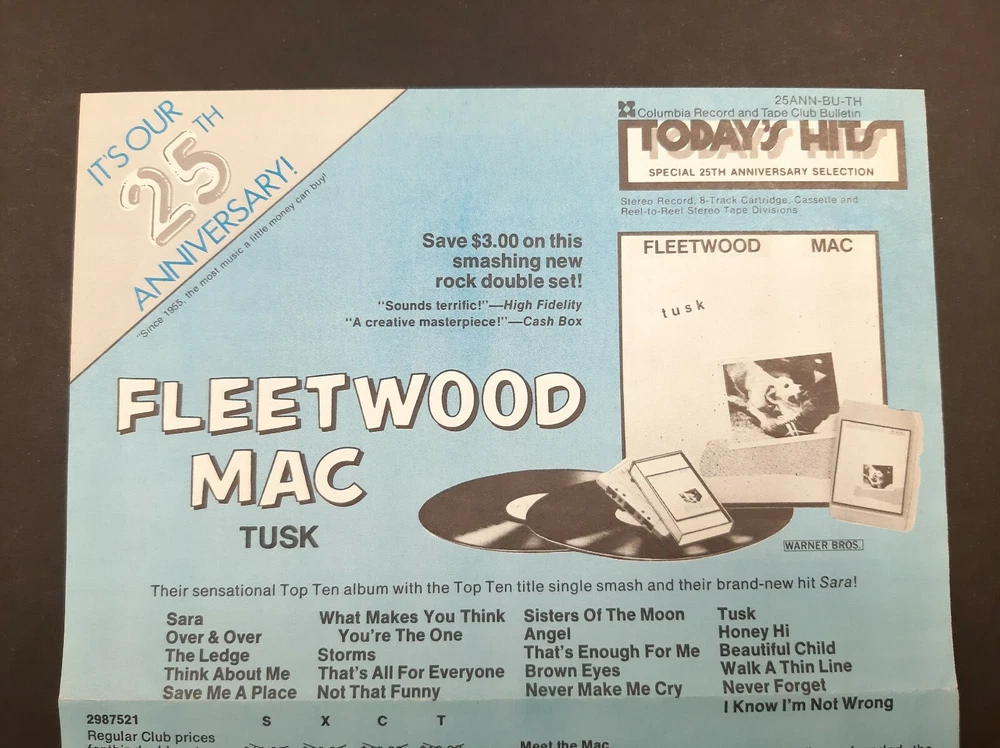 IT'S OUR
25TH
ANNIVERSARY!
"Since 1955, the most music a little money can buy!
25ANN-BU-TH
Columbia Record and Tape Club Bulletin
TODAY'S HITS
SPECIAL 25TH ANNIVERSARY SELECTION
Stereo Record, 8-Track Cartridge, Cassette and
Reel-to-Reel Stereo Tape Divisions
Save $3.00 on this
smashing new
rock double set!
"Sounds terrific!"—High Fidelity
"A creative masterpiece!"—Cash Box
FLEETWOOD MAC
tusk
FLEETWOOD
MAC
TUSK
WARNER BROS.
Their sensational Top Ten album with the Top Ten title single smash and their brand-new hit Sara!
Sara
Over & Over
The Ledge
Think About Me
Save Me A Place
What Makes You Think
You're The One
Storms
That's All For Everyone
Not That Funny
Sisters Of The Moon
Angel
That's Enough For Me
Brown Eyes
Never Make Me Cry
Tusk
Honey Hi
Beautiful Child
Walk A Thin Line
Never Forget
I Know I'm Not Wrong
2987521 S X C T
Regular Club prices
Meet the Mac